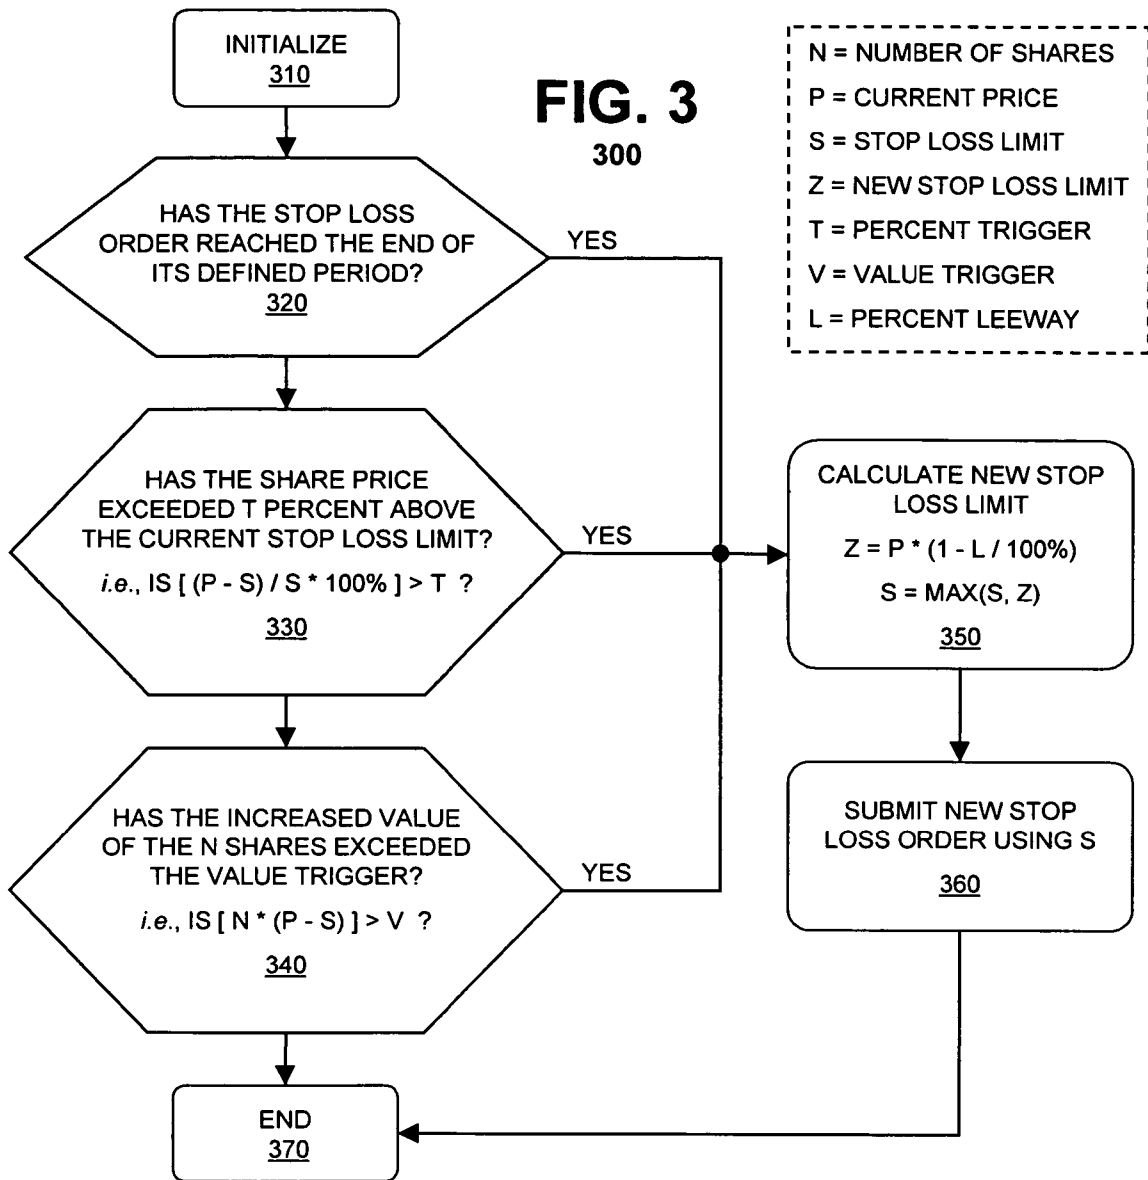 INITIALIZE
310
FIG. 3
300
N = NUMBER OF SHARES
P = CURRENT PRICE
S = STOP LOSS LIMIT
Z = NEW STOP LOSS LIMIT
T = PERCENT TRIGGER
V = VALUE TRIGGER
L = PERCENT LEEWAY
HAS THE STOP LOSS
ORDER REACHED THE END OF
ITS DEFINED PERIOD?
320
YES
HAS THE SHARE PRICE
EXCEEDED T PERCENT ABOVE
THE CURRENT STOP LOSS LIMIT?
i.e., IS [ (P - S) / S * 100% ] > T ?
330
YES
CALCULATE NEW STOP
LOSS LIMIT
Z = P * (1 - L / 100%)
S = MAX(S, Z)
350
HAS THE INCREASED VALUE
OF THE N SHARES EXCEEDED
THE VALUE TRIGGER?
i.e., IS [ N * (P - S) ] > V ?
340
YES
SUBMIT NEW STOP
LOSS ORDER USING S
360
END
370